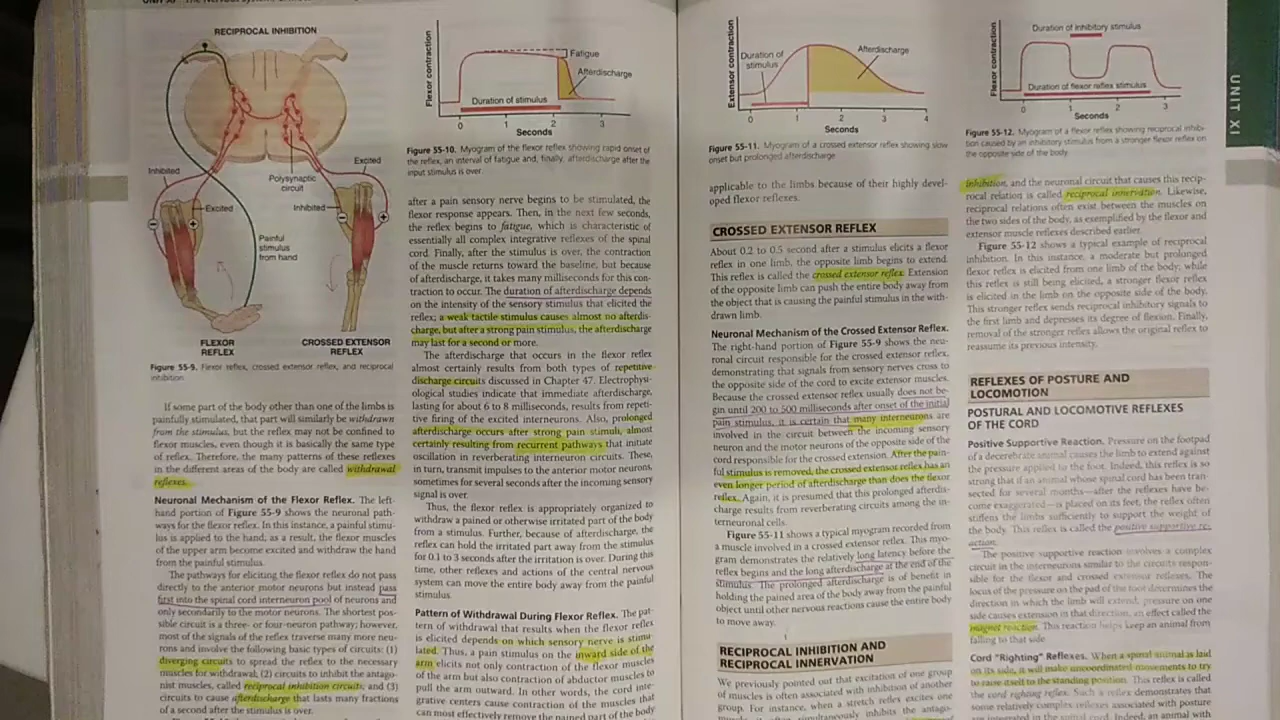 RECIPROCAL INHIBITION
Inhibited
Excited
Polysynaptic
circuit
Inhibited
Excited
Painful
stimulus
from hand
FLEXOR
REFLEX
CROSSED EXTENSOR
REFLEX
Figure 55-9. Flexor reflex, crossed extensor reflex, and reciprocal
inhibition.
If some part of the body other than one of the limbs is
painfully stimulated, that part will similarly be withdrawn
from the stimulus, but the reflex may not be confined to
flexor muscles, even though it is basically the same type
of reflex. Therefore, the many patterns of these reflexes
in the different areas of the body are called withdrawal
reflexes.
Neuronal Mechanism of the Flexor Reflex. The left-
hand portion of Figure 55-9 shows the neuronal path-
ways for the flexor reflex. In this instance, a painful stimu-
lus is applied to the hand; as a result, the flexor muscles
of the upper arm become excited and withdraw the hand
from the painful stimulus.
The pathways for eliciting the flexor reflex do not pass
directly to the anterior motor neurons but instead pass
first into the spinal cord interneuron pool of neurons and
only secondarily to the motor neurons. The shortest pos-
sible circuit is a three- or four-neuron pathway; however,
most of the signals of the reflex traverse many more neu-
rons and involve the following basic types of circuits: (1)
diverging circuits to spread the reflex to the necessary
muscles for withdrawal; (2) circuits to inhibit the antago-
nist muscles, called reciprocal inhibition circuits; and (3)
circuits to cause afterdischarge that lasts many fractions
of a second after the stimulus is over.
Flexor contraction
Fatigue
Afterdischarge
Duration of stimulus
0 1 2 3
Seconds
Figure 55-10. Myogram of the flexor reflex showing rapid onset of
the reflex, an interval of fatigue and, finally, afterdischarge after the
input stimulus is over.
after a pain sensory nerve begins to be stimulated, the
flexor response appears. Then, in the next few seconds,
the reflex begins to fatigue, which is characteristic of
essentially all complex integrative reflexes of the spinal
cord. Finally, after the stimulus is over, the contraction
of the muscle returns toward the baseline, but because
of afterdischarge, it takes many milliseconds for this con-
traction to occur. The duration of afterdischarge depends
on the intensity of the sensory stimulus that elicited the
reflex; a weak tactile stimulus causes almost no afterdis-
charge, but after a strong pain stimulus, the afterdischarge
may last for a second or more.
The afterdischarge that occurs in the flexor reflex
almost certainly results from both types of repetitive
discharge circuits discussed in Chapter 47. Electrophysi-
ological studies indicate that immediate afterdischarge,
lasting for about 6 to 8 milliseconds, results from repeti-
tive firing of the excited interneurons. Also, prolonged
afterdischarge occurs after strong pain stimuli, almost
certainly resulting from recurrent pathways that initiate
oscillation in reverberating interneuron circuits. These,
in turn, transmit impulses to the anterior motor neurons,
sometimes for several seconds after the incoming sensory
signal is over.
Thus, the flexor reflex is appropriately organized to
withdraw a pained or otherwise irritated part of the body
from a stimulus. Further, because of afterdischarge, the
reflex can hold the irritated part away from the stimulus
for 0.1 to 3 seconds after the irritation is over. During this
time, other reflexes and actions of the central nervous
system can move the entire body away from the painful
stimulus.
Pattern of Withdrawal During Flexor Reflex. The pat-
tern of withdrawal that results when the flexor reflex
is elicited depends on which sensory nerve is stimu-
lated. Thus, a pain stimulus on the inward side of the
arm elicits not only contraction of the flexor muscles
of the arm but also contraction of abductor muscles to
pull the arm outward. In other words, the cord inte-
grative centers cause contraction of the muscles that
can most effectively remove the pained part of the body
Extensor contraction
Duration of
stimulus
Afterdischarge
0 1 2 3 4
Seconds
Figure 55-11. Myogram of a crossed extensor reflex showing slow
onset but prolonged afterdischarge.
applicable to the limbs because of their highly devel-
oped flexor reflexes.
CROSSED EXTENSOR REFLEX
About 0.2 to 0.5 second after a stimulus elicits a flexor
reflex in one limb, the opposite limb begins to extend.
This reflex is called the crossed extensor reflex. Extension
of the opposite limb can push the entire body away from
the object that is causing the painful stimulus in the with-
drawn limb.
Neuronal Mechanism of the Crossed Extensor Reflex.
The right-hand portion of Figure 55-9 shows the neu-
ronal circuit responsible for the crossed extensor reflex,
demonstrating that signals from sensory nerves cross to
the opposite side of the cord to excite extensor muscles.
Because the crossed extensor reflex usually does not be-
gin until 200 to 500 milliseconds after onset of the initial
pain stimulus, it is certain that many interneurons are
involved in the circuit between the incoming sensory
neuron and the motor neurons of the opposite side of the
cord responsible for the crossed extension. After the pain-
ful stimulus is removed, the crossed extensor reflex has an
even longer period of afterdischarge than does the flexor
reflex. Again, it is presumed that this prolonged afterdis-
charge results from reverberating circuits among the in-
terneuronal cells.
Figure 55-11 shows a typical myogram recorded from
a muscle involved in a crossed extensor reflex. This myo-
gram demonstrates the relatively long latency before the
reflex begins and the long afterdischarge at the end of the
stimulus. The prolonged afterdischarge is of benefit in
holding the pained area of the body away from the painful
object until other nervous reactions cause the entire body
to move away.
RECIPROCAL INHIBITION AND
RECIPROCAL INNERVATION
We previously pointed out that excitation of one group
of muscles is often associated with inhibition of another
group. For instance, when a stretch reflex excites one
simultaneously inhibits the antago-
Flexor contraction
Duration of inhibitory stimulus
Duration of flexor reflex stimulus
0 1 2 3
Seconds
Figure 55-12. Myogram of a flexor reflex showing reciprocal inhibi-
tion caused by an inhibitory stimulus from a stronger flexor reflex on
the opposite side of the body.
inhibition, and the neuronal circuit that causes this recip-
rocal relation is called reciprocal innervation. Likewise,
reciprocal relations often exist between the muscles on
the two sides of the body, as exemplified by the flexor and
extensor muscle reflexes described earlier.
Figure 55-12 shows a typical example of reciprocal
inhibition. In this instance, a moderate but prolonged
flexor reflex is elicited from one limb of the body; while
this reflex is still being elicited, a stronger flexor reflex
is elicited in the limb on the opposite side of the body.
This stronger reflex sends reciprocal inhibitory signals to
the first limb and depresses its degree of flexion. Finally,
removal of the stronger reflex allows the original reflex to
reassume its previous intensity.
REFLEXES OF POSTURE AND
LOCOMOTION
POSTURAL AND LOCOMOTIVE REFLEXES
OF THE CORD
Positive Supportive Reaction. Pressure on the footpad
of a decerebrate animal causes the limb to extend against
the pressure applied to the foot. Indeed, this reflex is so
strong that if an animal whose spinal cord has been tran-
sected for several months—after the reflexes have be-
come exaggerated—is placed on its feet, the reflex often
stiffens the limbs sufficiently to support the weight of
the body. This reflex is called the positive supportive re-
action.
The positive supportive reaction involves a complex
circuit in the interneurons similar to the circuits respon-
sible for the flexor and crossed extensor reflexes. The
locus of the pressure on the pad of the foot determines the
direction in which the limb will extend; pressure on one
side causes extension in that direction, an effect called the
magnet reaction. This reaction helps keep an animal from
falling to that side.
Cord "Righting" Reflexes. When a spinal animal is laid
on its side, it will make uncoordinated movements to try
to raise itself to the standing position. This reflex is called
the cord righting reflex. Such a reflex demonstrates that
some relatively complex reflexes associated with posture
are integrated in the spinal cord. Indeed, an animal with
UNIT XI